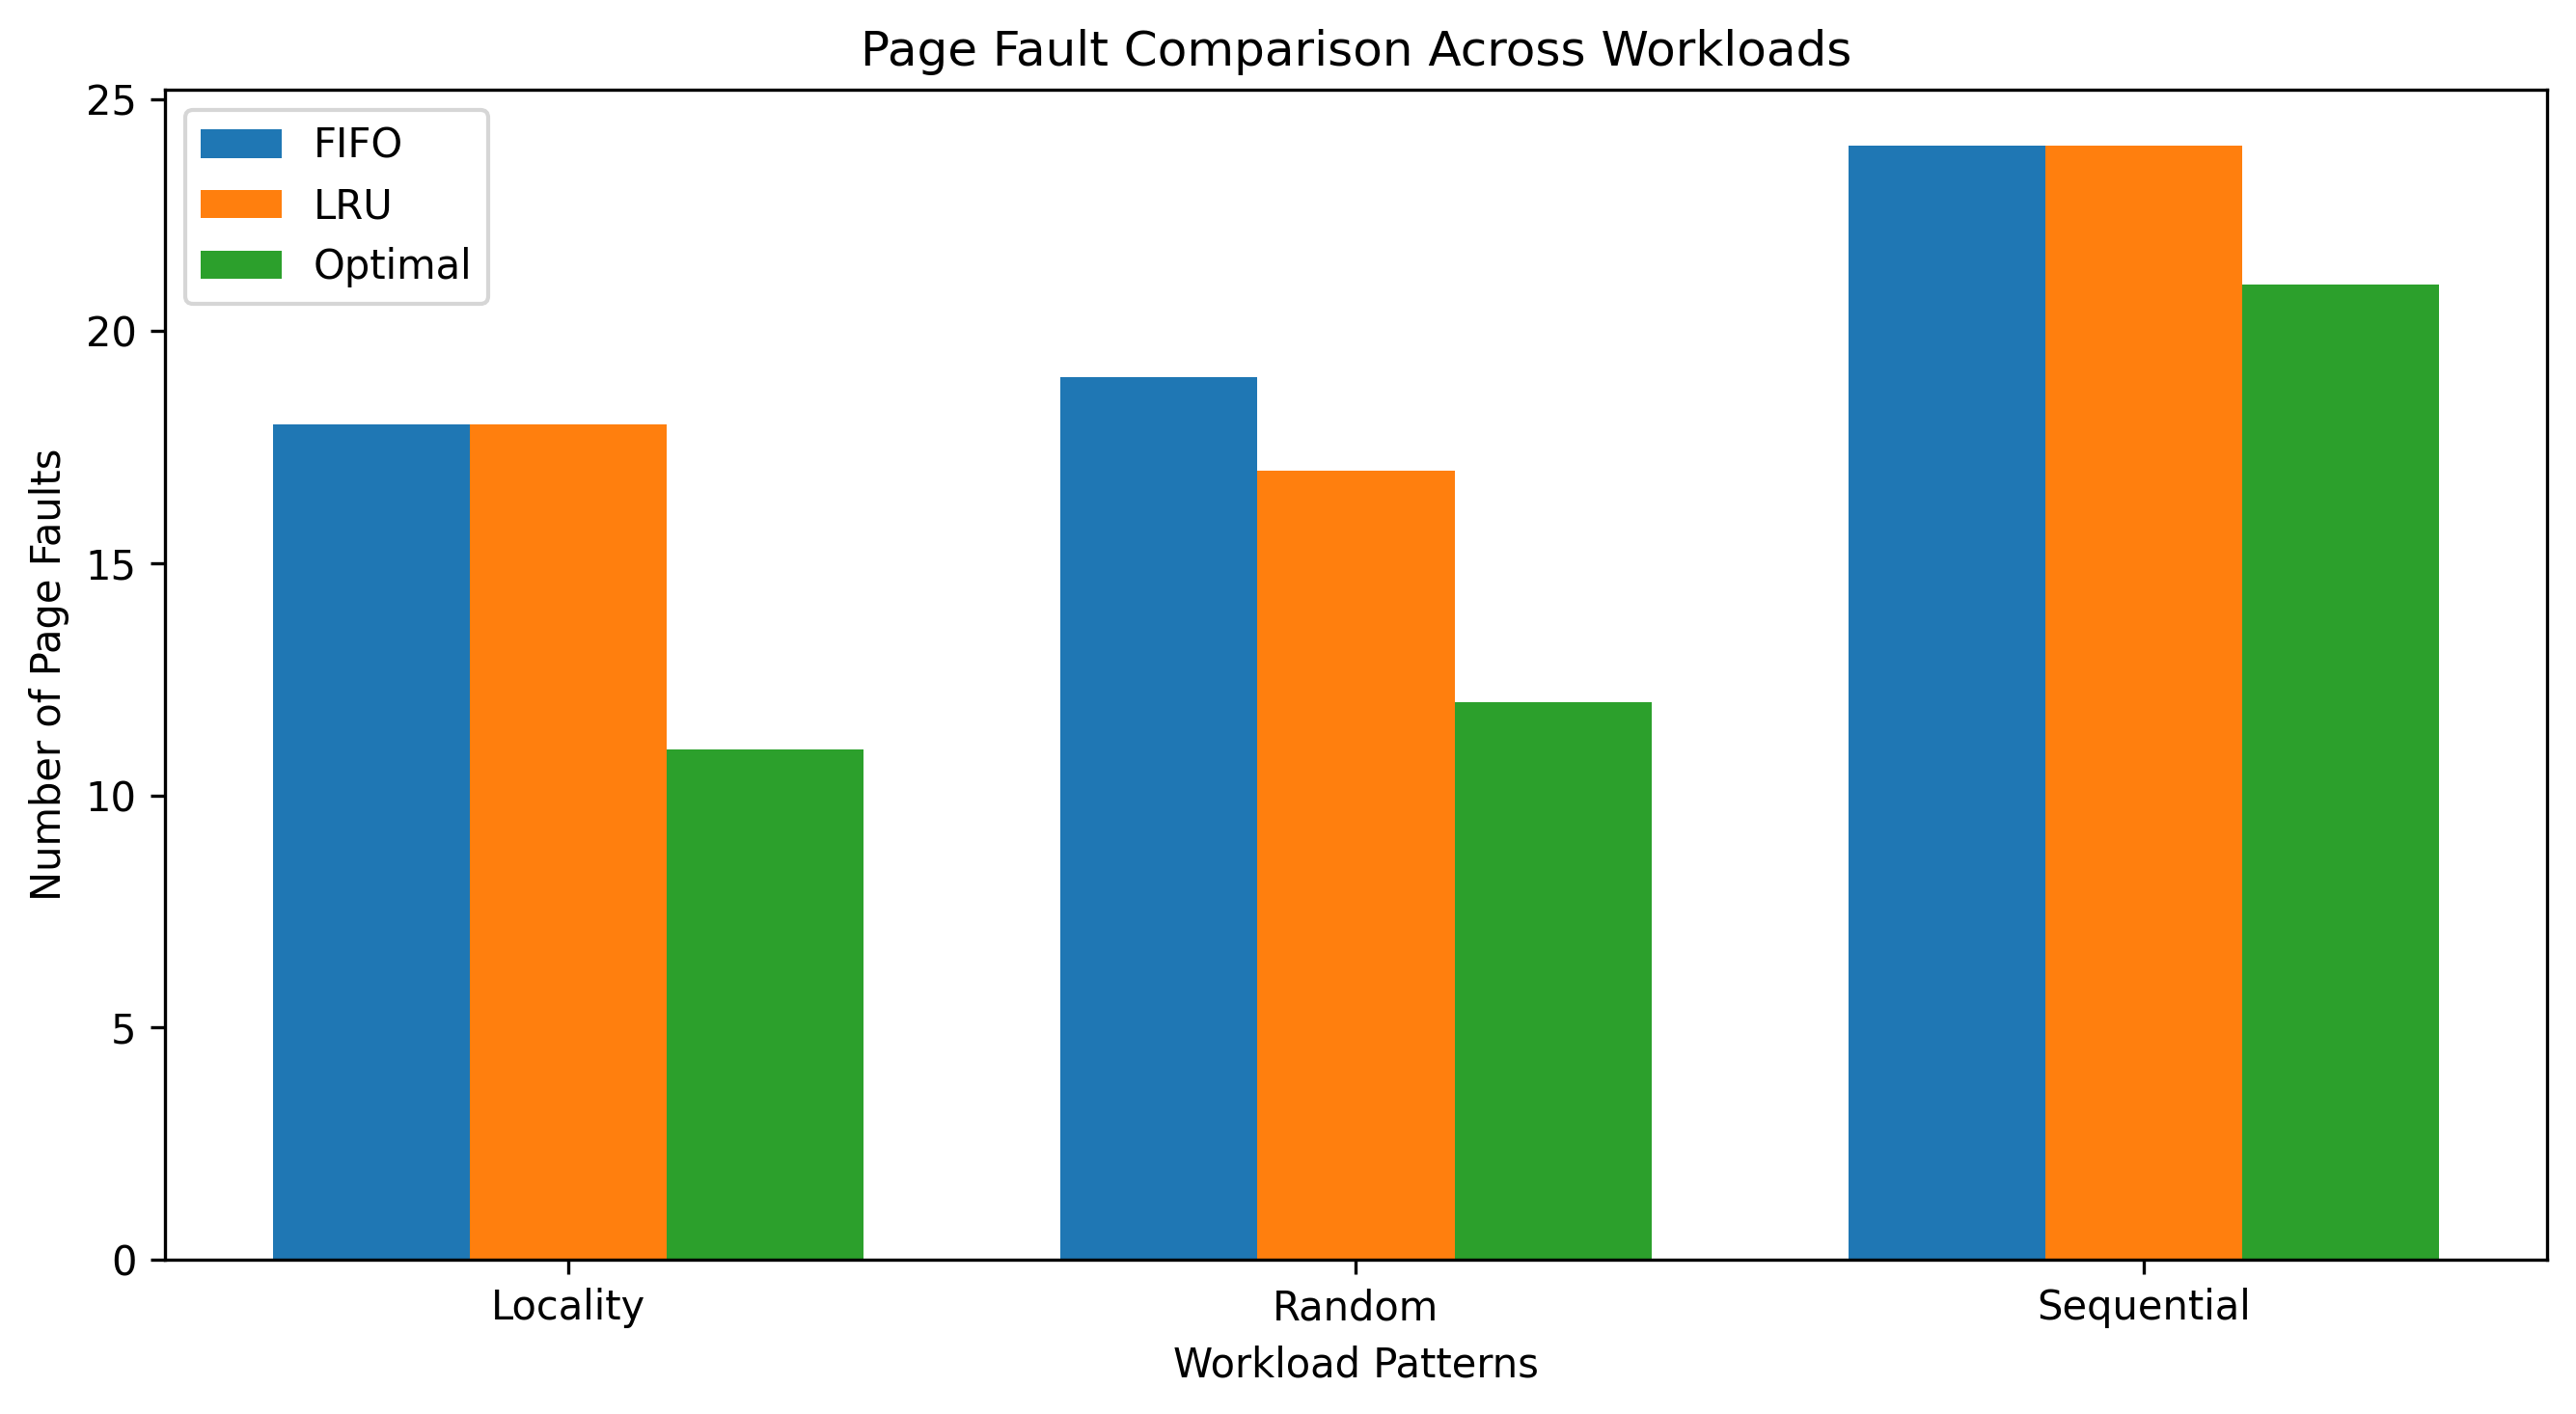 Page Fault Comparison Across Workloads
FIFO
LRU
Optimal
Number of Page Faults
25
20
15
10
5
0
Locality
Random
Sequential
Workload Patterns